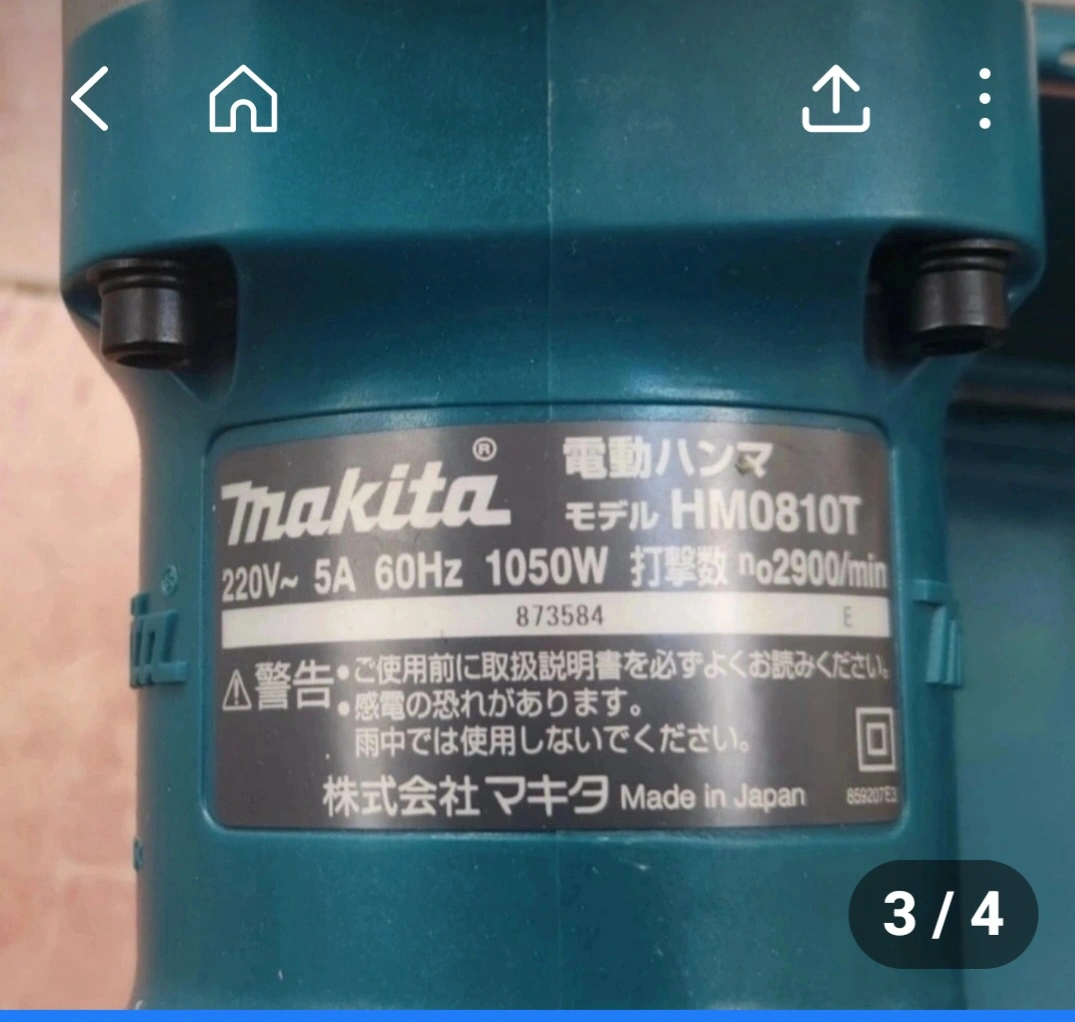 makita®
電動ハンマ
モデル HM0810T
220V~ 5A 60Hz 1050W 打撃数 no2900/min
873584 E
⚠警告・ご使用前に取扱説明書を必ずよくお読みください。
・感電の恐れがあります。
雨中では使用しないでください。
株式会社マキタ Made in Japan 859207E3
3 / 4